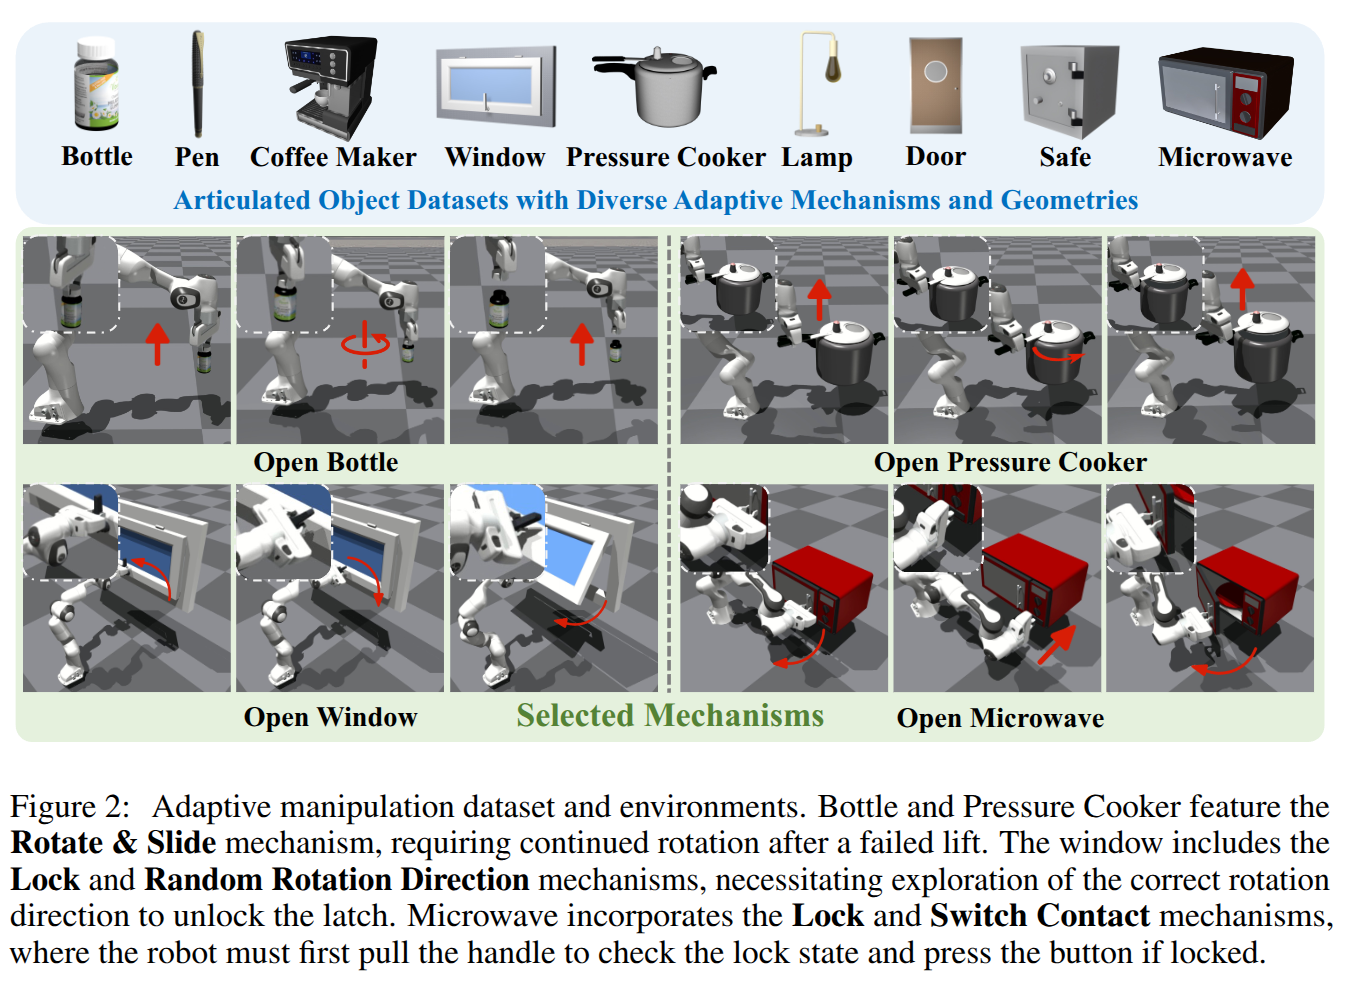 Bottle Pen Coffee Maker Window Pressure Cooker Lamp Door Safe Microwave
Articulated Object Datasets with Diverse Adaptive Mechanisms and Geometries
Open Bottle Open Pressure Cooker
Open Window Selected Mechanisms Open Microwave
Figure 2: Adaptive manipulation dataset and environments. Bottle and Pressure Cooker feature the
Rotate & Slide mechanism, requiring continued rotation after a failed lift. The window includes the
Lock and Random Rotation Direction mechanisms, necessitating exploration of the correct rotation
direction to unlock the latch. Microwave incorporates the Lock and Switch Contact mechanisms,
where the robot must first pull the handle to check the lock state and press the button if locked.